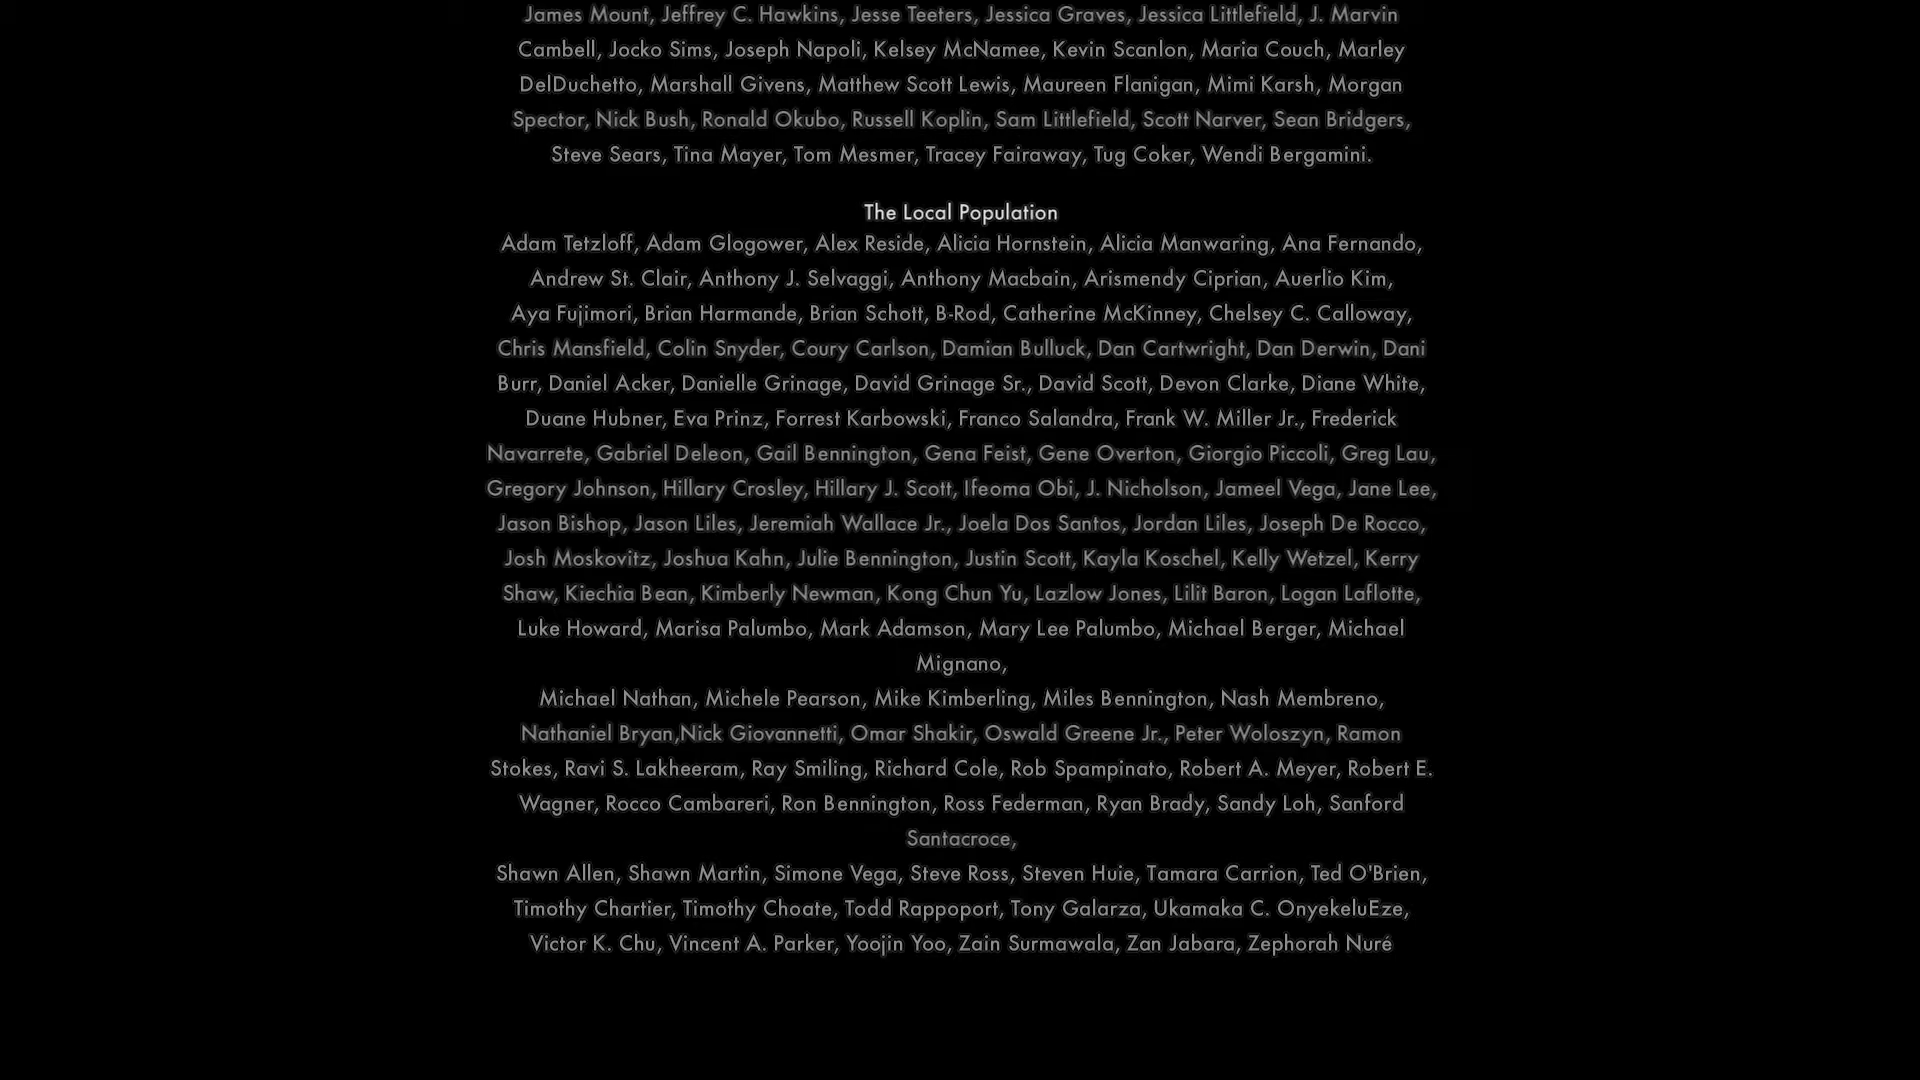 James Mount, Jeffrey C. Hawkins, Jesse Teeters, Jessica Graves, Jessica Littlefield, J. Marvin
Cambell, Jocko Sims, Joseph Napoli, Kelsey McNamee, Kevin Scanlon, Maria Couch, Marley
DelDuchetto, Marshall Givens, Matthew Scott Lewis, Maureen Flanigan, Mimi Karsh, Morgan
Spector, Nick Bush, Ronald Okubo, Russell Koplin, Sam Littlefield, Scott Narver, Sean Bridgers,
Steve Sears, Tina Mayer, Tom Mesmer, Tracey Fairaway, Tug Coker, Wendi Bergamini.
The Local Population
Adam Tetzloff, Adam Glogower, Alex Reside, Alicia Hornstein, Alicia Manwaring, Ana Fernando,
Andrew St. Clair, Anthony J. Selvaggi, Anthony Macbain, Arismendy Ciprian, Auerlio Kim,
Aya Fujimori, Brian Harmande, Brian Schott, B-Rod, Catherine McKinney, Chelsey C. Calloway,
Chris Mansfield, Colin Snyder, Coury Carlson, Damian Bulluck, Dan Cartwright, Dan Derwin, Dani
Burr, Daniel Acker, Danielle Grinage, David Grinage Sr., David Scott, Devon Clarke, Diane White,
Duane Hubner, Eva Prinz, Forrest Karbowski, Franco Salandra, Frank W. Miller Jr., Frederick
Navarrete, Gabriel Deleon, Gail Bennington, Gena Feist, Gene Overton, Giorgio Piccoli, Greg Lau,
Gregory Johnson, Hillary Crosley, Hillary J. Scott, Ifeoma Obi, J. Nicholson, Jameel Vega, Jane Lee,
Jason Bishop, Jason Liles, Jeremiah Wallace Jr., Joela Dos Santos, Jordan Liles, Joseph De Rocco,
Josh Moskovitz, Joshua Kahn, Julie Bennington, Justin Scott, Kayla Koschel, Kelly Wetzel, Kerry
Shaw, Kiechia Bean, Kimberly Newman, Kong Chun Yu, Lazlow Jones, Lilit Baron, Logan Laflotte,
Luke Howard, Marisa Palumbo, Mark Adamson, Mary Lee Palumbo, Michael Berger, Michael
Mignano,
Michael Nathan, Michele Pearson, Mike Kimberling, Miles Bennington, Nash Membreno,
Nathaniel Bryan,Nick Giovannetti, Omar Shakir, Oswald Greene Jr., Peter Woloszyn, Ramon
Stokes, Ravi S. Lakheeram, Ray Smiling, Richard Cole, Rob Spampinato, Robert A. Meyer, Robert E.
Wagner, Rocco Cambareri, Ron Bennington, Ross Federman, Ryan Brady, Sandy Loh, Sanford
Santacroce,
Shawn Allen, Shawn Martin, Simone Vega, Steve Ross, Steven Huie, Tamara Carrion, Ted O'Brien,
Timothy Chartier, Timothy Choate, Todd Rappoport, Tony Galarza, Ukamaka C. OnyekeluEze,
Victor K. Chu, Vincent A. Parker, Yoojin Yoo, Zain Surmawala, Zan Jabara, Zephorah Nuré